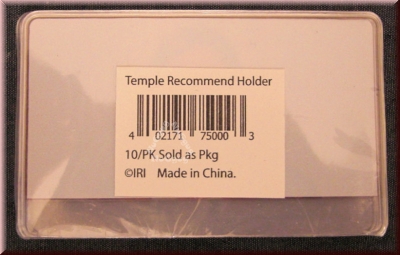 Temple Recommend Holder
4 02171 75000 3
10/PK Sold as Pkg
©IRI Made in China.